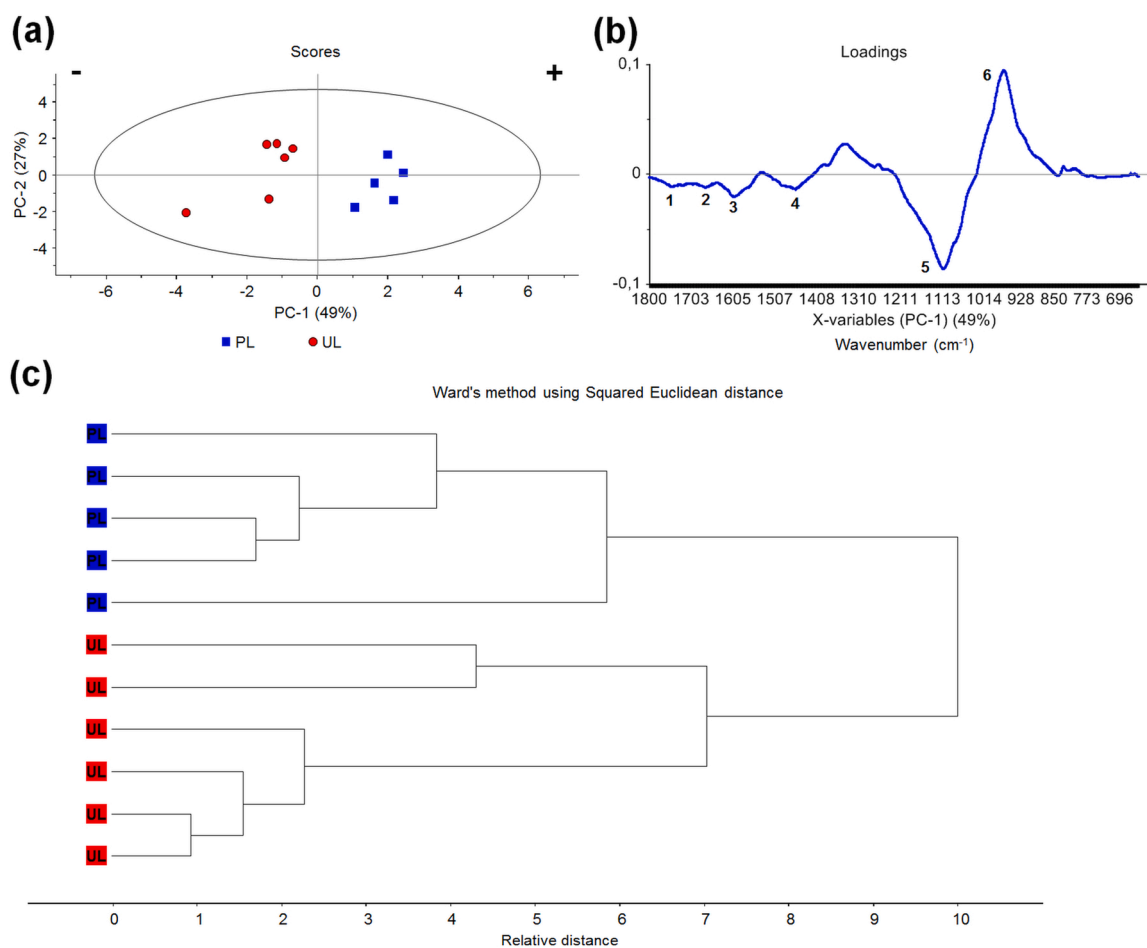 (a)
Scores
-
+
PC-2 (27%)
4
2
0
-2
-4
-6
-4
-2
0
2
4
6
PC-1 (49%)
PL
UL
(b)
Loadings
0,1
0
-0,1
1
2
3
4
5
6
1800 1703 1605 1507 1408 1310 1211 1113 1014 928 850 773 696
X-variables (PC-1) (49%)
Wavenumber (cm⁻¹)
(c)
Ward's method using Squared Euclidean distance
PL
PL
PL
PL
PL
UL
UL
UL
UL
UL
UL
0 1 2 3 4 5 6 7 8 9 10
Relative distance